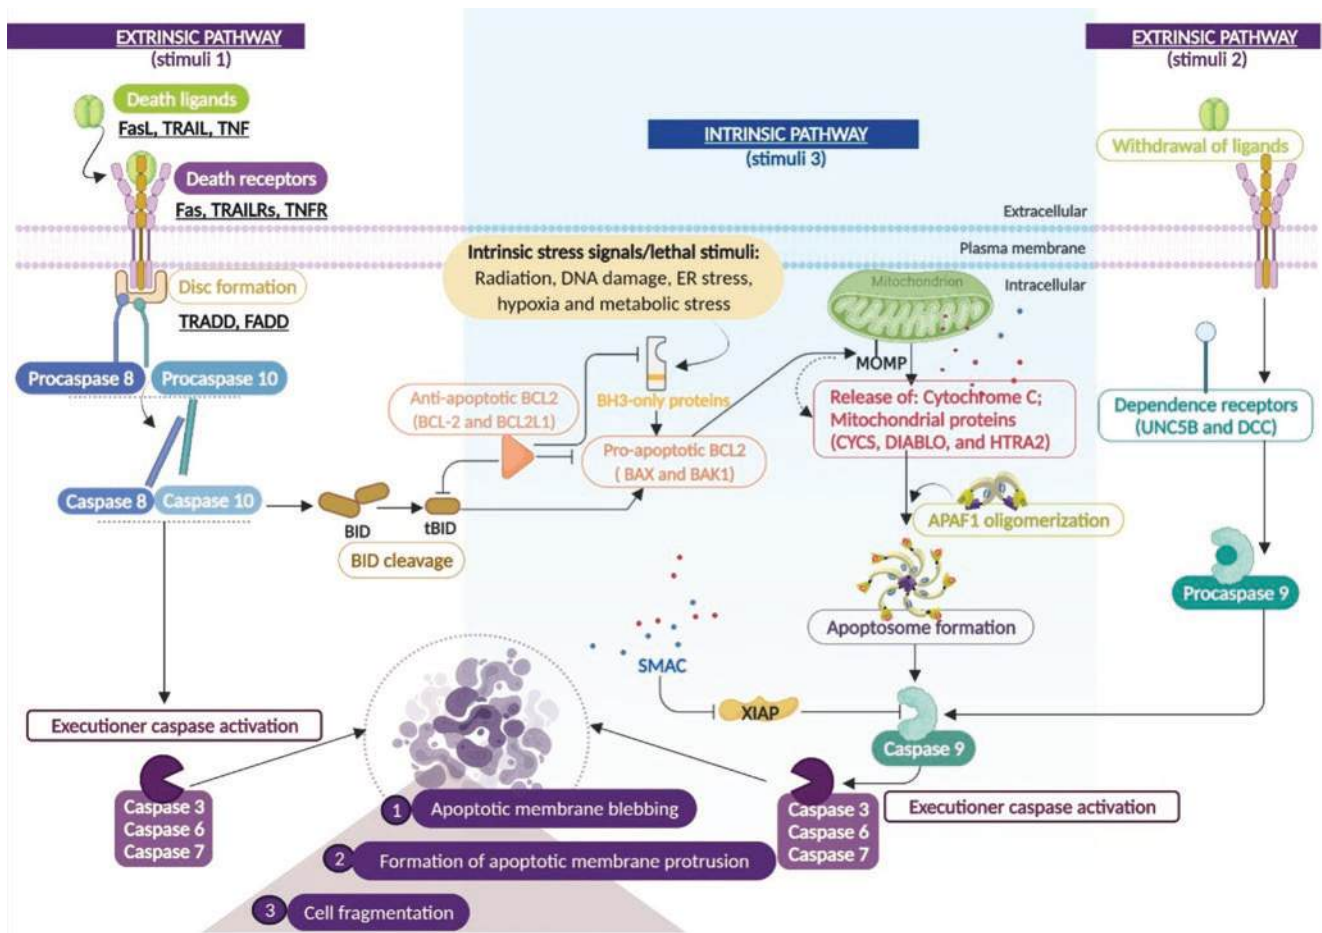 EXTRINSIC PATHWAY
(stimuli 1)
Death ligands
FasL, TRAIL, TNF
Death receptors
Fas, TRAILRs, TNFR
Disc formation
TRADD, FADD
Procaspase 8
Procaspase 10
Caspase 8
Caspase 10
BID
tBID
BID cleavage
Executioner caspase activation
Caspase 3
Caspase 6
Caspase 7
INTRINSIC PATHWAY
(stimuli 3)
Intrinsic stress signals/lethal stimuli:
Radiation, DNA damage, ER stress,
hypoxia and metabolic stress
Anti-apoptotic BCL2
(BCL-2 and BCL2L1)
BH3-only proteins
Pro-apoptotic BCL2
( BAX and BAK1)
Mitochondrion
MOMP
Release of: Cytochrome C;
Mitochondrial proteins
(CYCS, DIABLO, and HTRA2)
APAF1 oligomerization
Apoptosome formation
SMAC
XIAP
Caspase 9
Caspase 3
Caspase 6
Caspase 7
Executioner caspase activation
EXTRINSIC PATHWAY
(stimuli 2)
Withdrawal of ligands
Extracellular
Plasma membrane
Intracellular
Dependence receptors
(UNC5B and DCC)
Procaspase 9
1 Apoptotic membrane blebbing
2 Formation of apoptotic membrane protrusion
3 Cell fragmentation